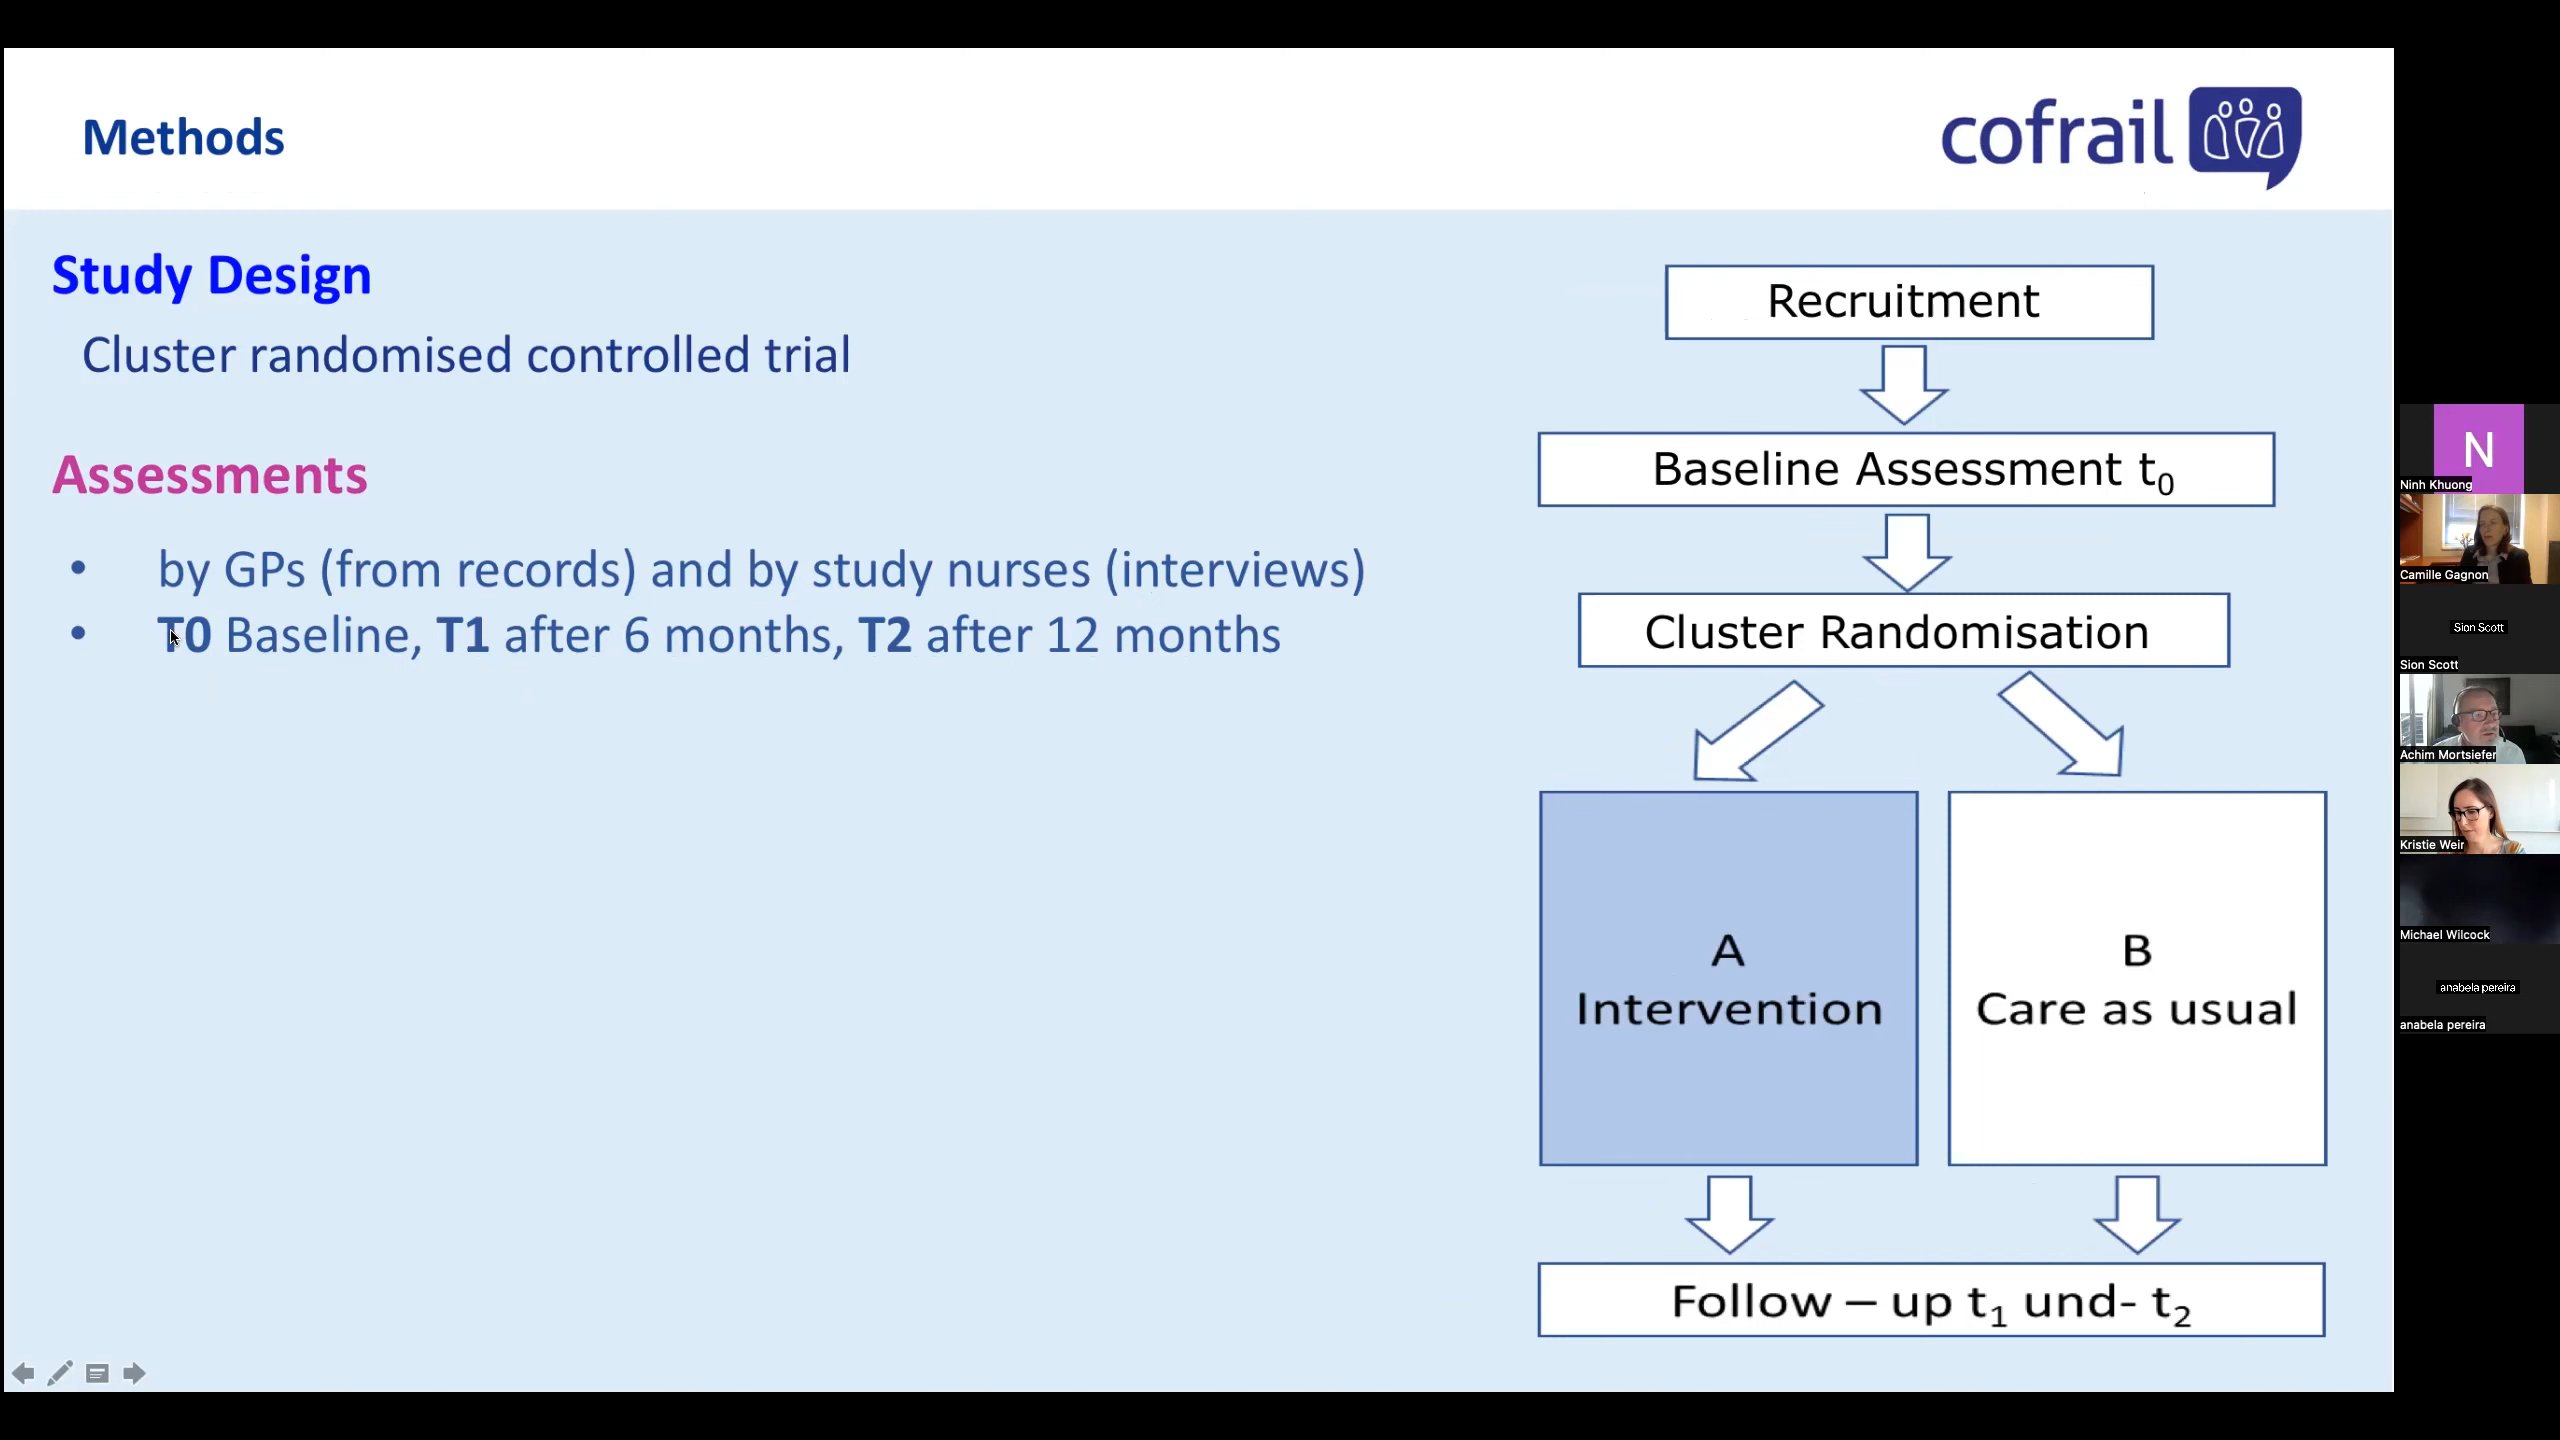 Methods
cofrail
Study Design
Cluster randomised controlled trial
Assessments
• by GPs (from records) and by study nurses (interviews)
• T0 Baseline, T1 after 6 months, T2 after 12 months
Recruitment
Baseline Assessment t0
Cluster Randomisation
A
Intervention
B
Care as usual
Follow – up t1 und- t2
N
Ninh Khuong
Camille Gagnon
Sion Scott
Sion Scott
Achim Mortsiefer
Kristie Weir
Michael Wilcock
anabela pereira
anabela pereira